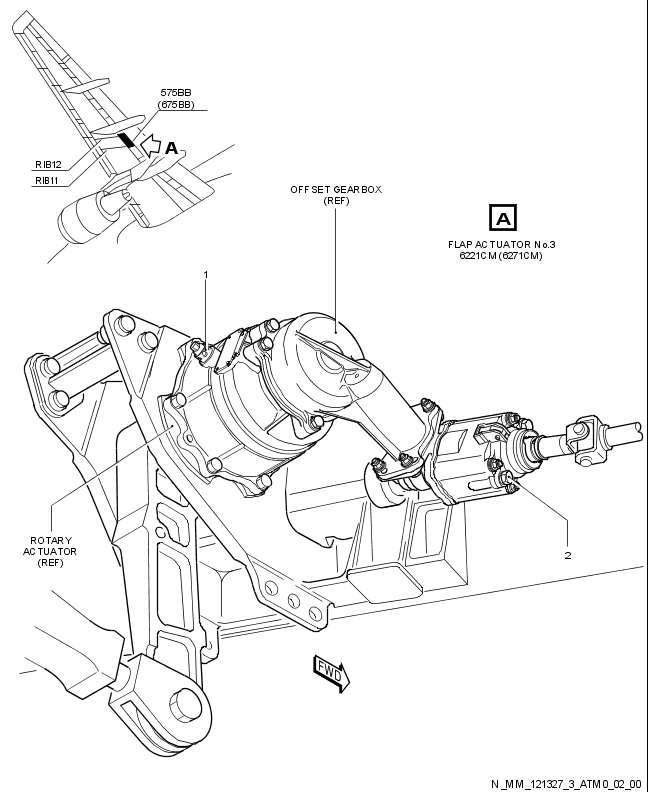 575BB
(675BB)
A
RIB12
RIB11
OFFSET GEARBOX
(REF)
A
FLAP ACTUATOR No.3
6221CM (6271CM)
1
ROTARY
ACTUATOR
(REF)
2
FWD
N_MM_121327_3_ATM0_02_00